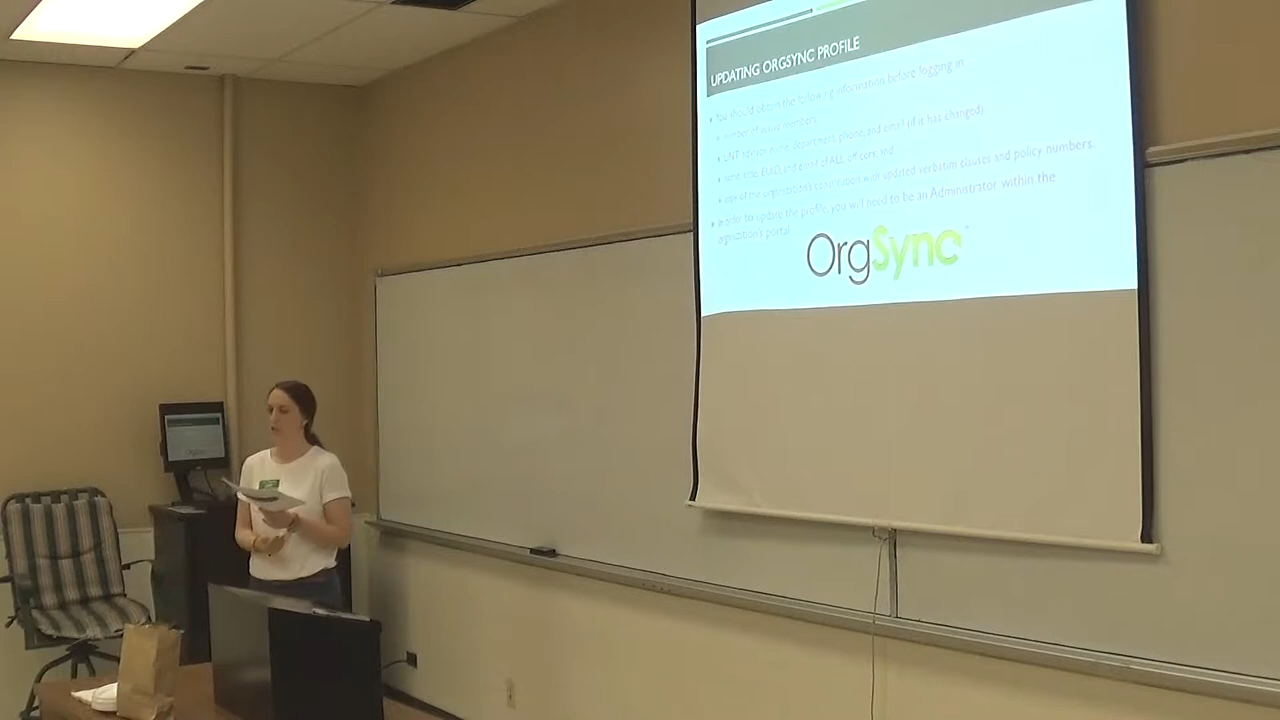 UPDATING ORGSYNC PROFILE
You should obtain the following information before logging in:
number of active members;
UNT advisor name, department, phone, and email (if it has changed);
name, title, EUID, and email of ALL officers; and
copy of the organization's constitution with updated verbatim clauses and policy numbers.
In order to update the profile, you will need to be an Administrator within the
organization's portal.
OrgSync